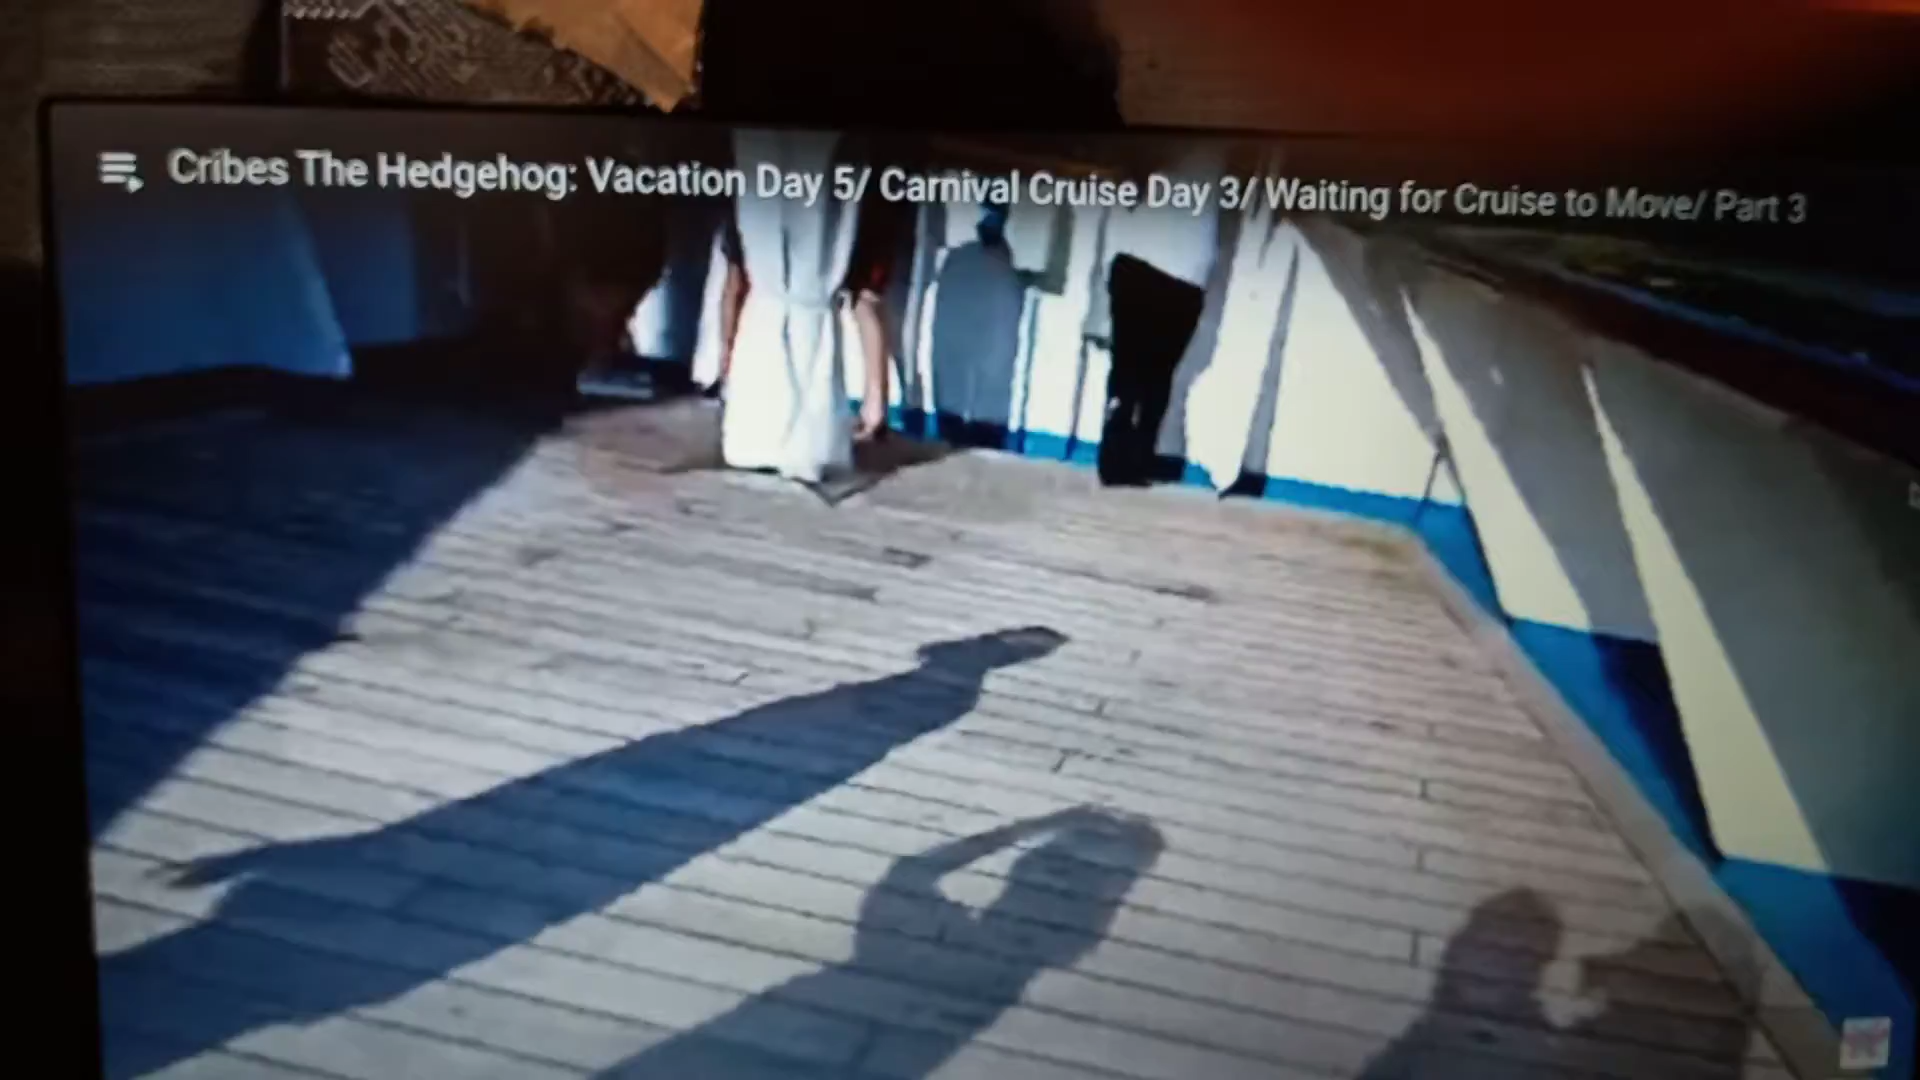 Cribes The Hedgehog: Vacation Day 5/ Carnival Cruise Day 3/ Waiting for Cruise to Move/ Part 3